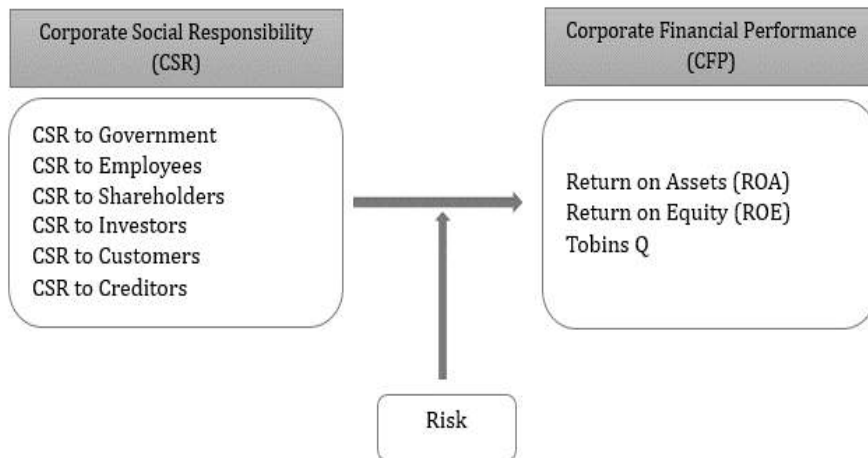 Corporate Social Responsibility
(CSR)
CSR to Government
CSR to Employees
CSR to Shareholders
CSR to Investors
CSR to Customers
CSR to Creditors
Corporate Financial Performance
(CFP)
Return on Assets (ROA)
Return on Equity (ROE)
Tobins Q
Risk